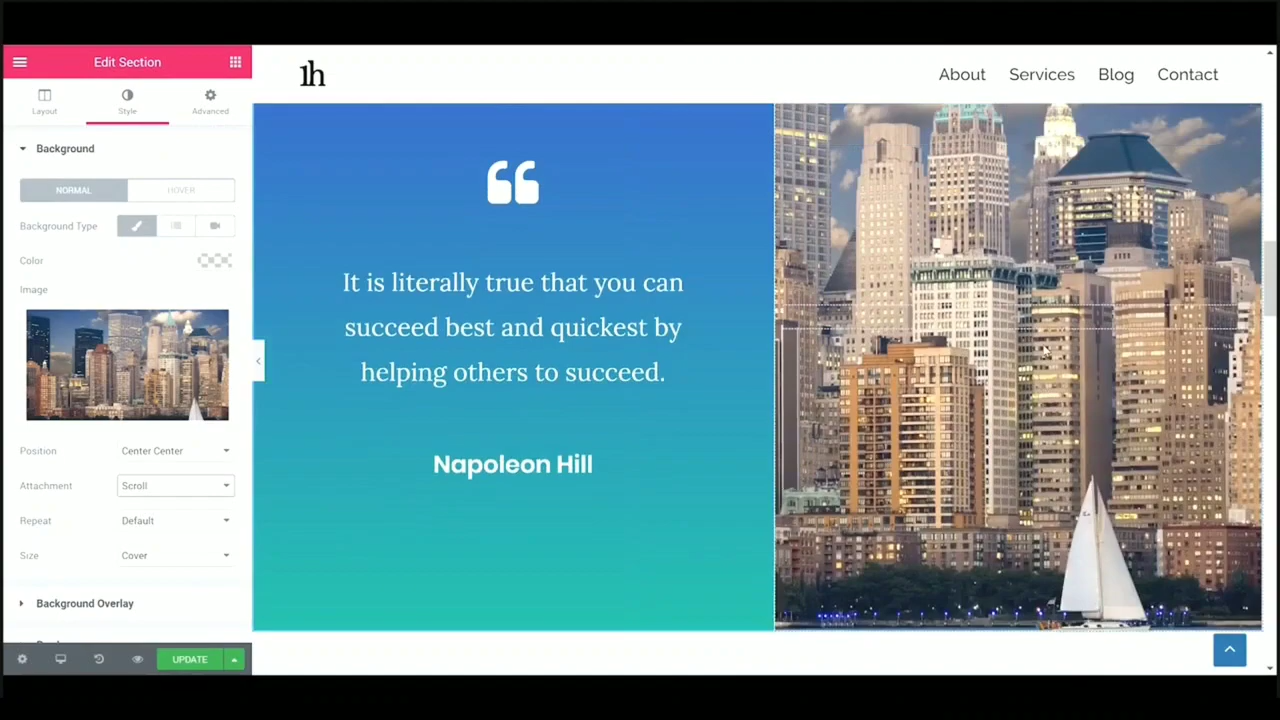 Edit Section
Layout
Style
Advanced
Background
NORMAL
HOVER
Background Type
Color
Image
Position
Center Center
Attachment
Scroll
Repeat
Default
Size
Cover
Background Overlay
UPDATE
1h
About
Services
Blog
Contact
“
It is literally true that you can
succeed best and quickest by
helping others to succeed.
Napoleon Hill